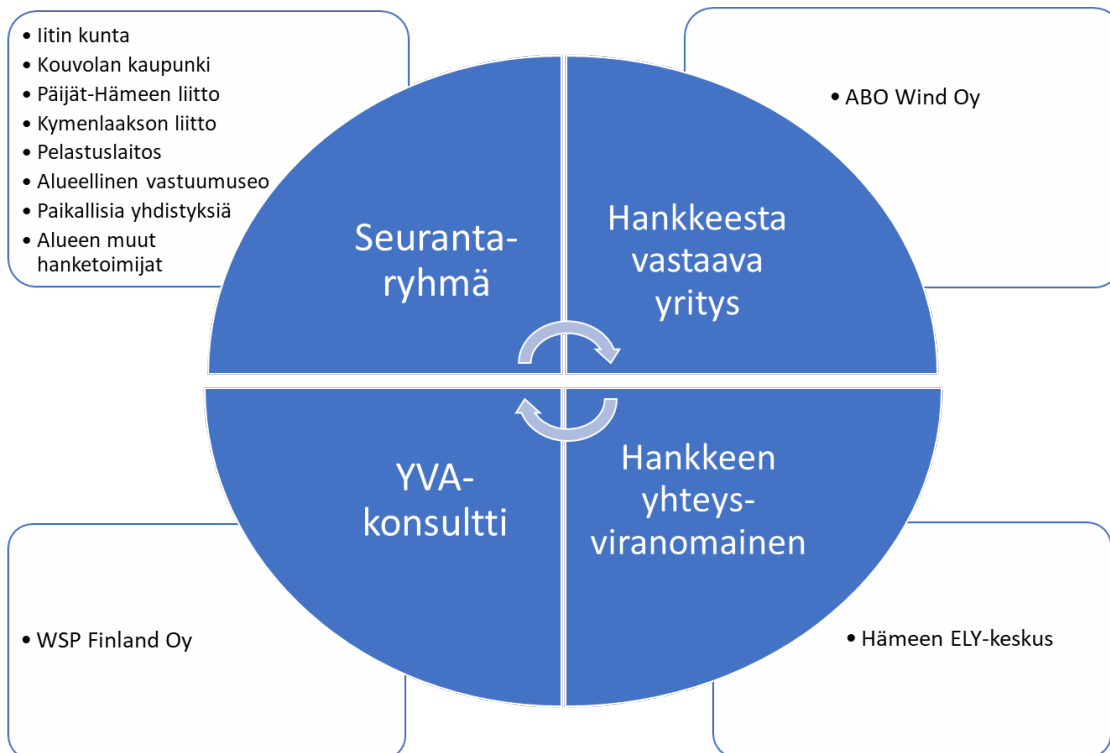 • Iitin kunta
• Kouvolan kaupunki
• Päijät-Hämeen liitto
• Kymenlaakson liitto
• Pelastuslaitos
• Alueellinen vastuumuseo
• Paikallisia yhdistyksiä
• Alueen muut
hanketoimijat
Seuranta-
ryhmä
• ABO Wind Oy
Hankkeesta
vastaava
yritys
YVA-
konsultti
• WSP Finland Oy
Hankkeen
yhteys-
viranomainen
• Hämeen ELY-keskus